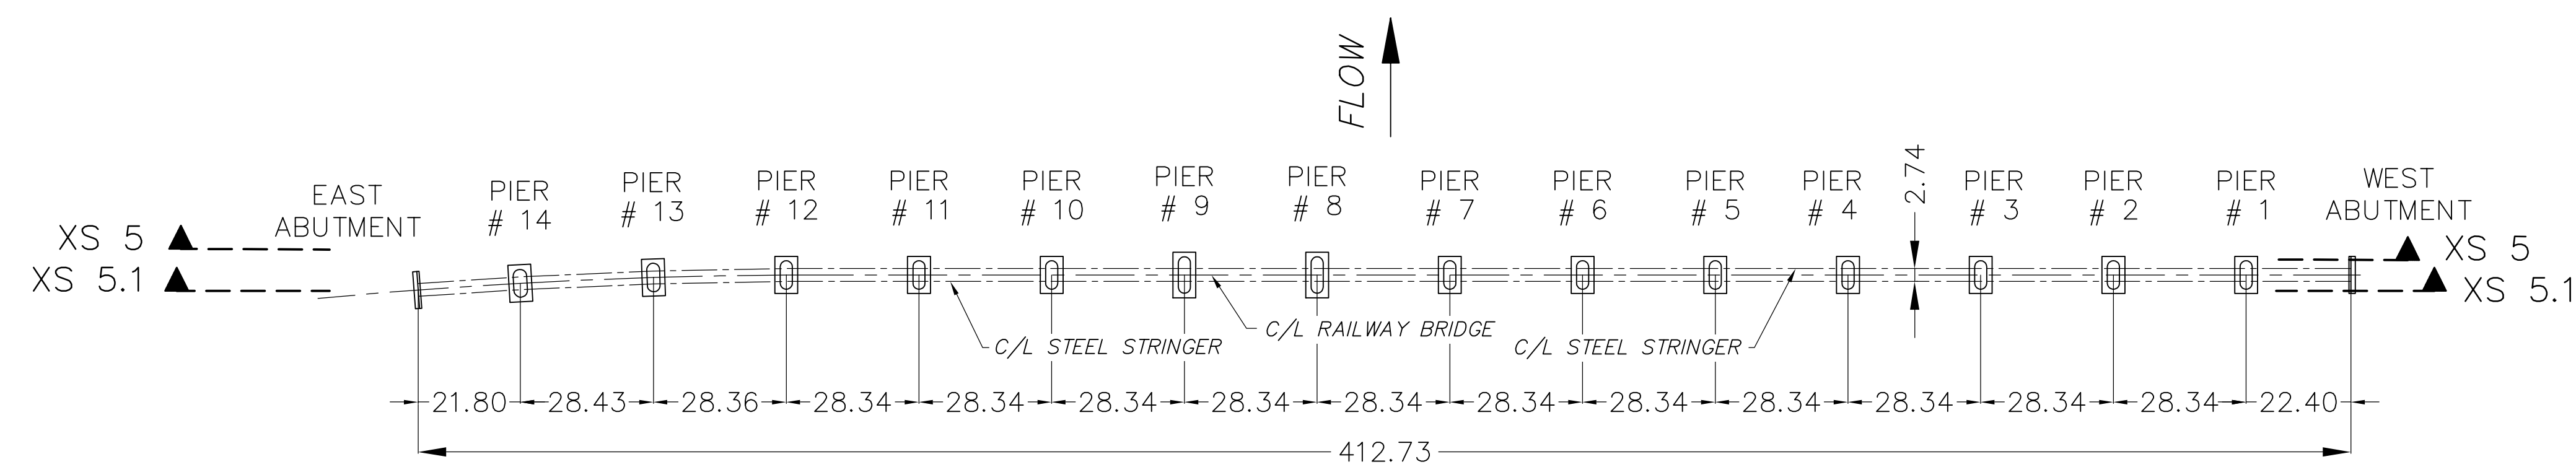 FLOW
EAST
ABUTMENT
PIER
# 14
PIER
# 13
PIER
# 12
PIER
# 11
PIER
# 10
PIER
# 9
PIER
# 8
PIER
# 7
PIER
# 6
PIER
# 5
PIER
# 4
2.74
PIER
# 3
PIER
# 2
PIER
# 1
WEST
ABUTMENT
XS 5
XS 5.1
XS 5
XS 5.1
C/L STEEL STRINGER
C/L RAILWAY BRIDGE
C/L STEEL STRINGER
21.80 28.43 28.36 28.34 28.34 28.34 28.34 28.34 28.34 28.34 28.34 28.34 28.34 28.34 22.40
412.73